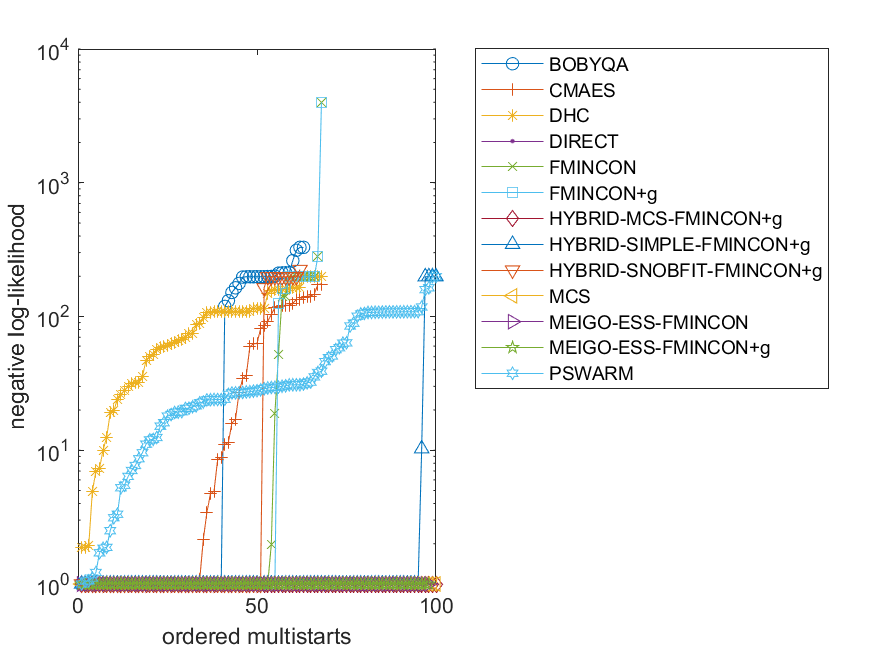 10^4
10^3
10^2
10^1
10^0
negative log-likelihood
0
50
100
ordered multistarts
BOBYQA
CMAES
DHC
DIRECT
FMINCON
FMINCON+g
HYBRID-MCS-FMINCON+g
HYBRID-SIMPLE-FMINCON+g
HYBRID-SNOBFIT-FMINCON+g
MCS
MEIGO-ESS-FMINCON
MEIGO-ESS-FMINCON+g
PSWARM